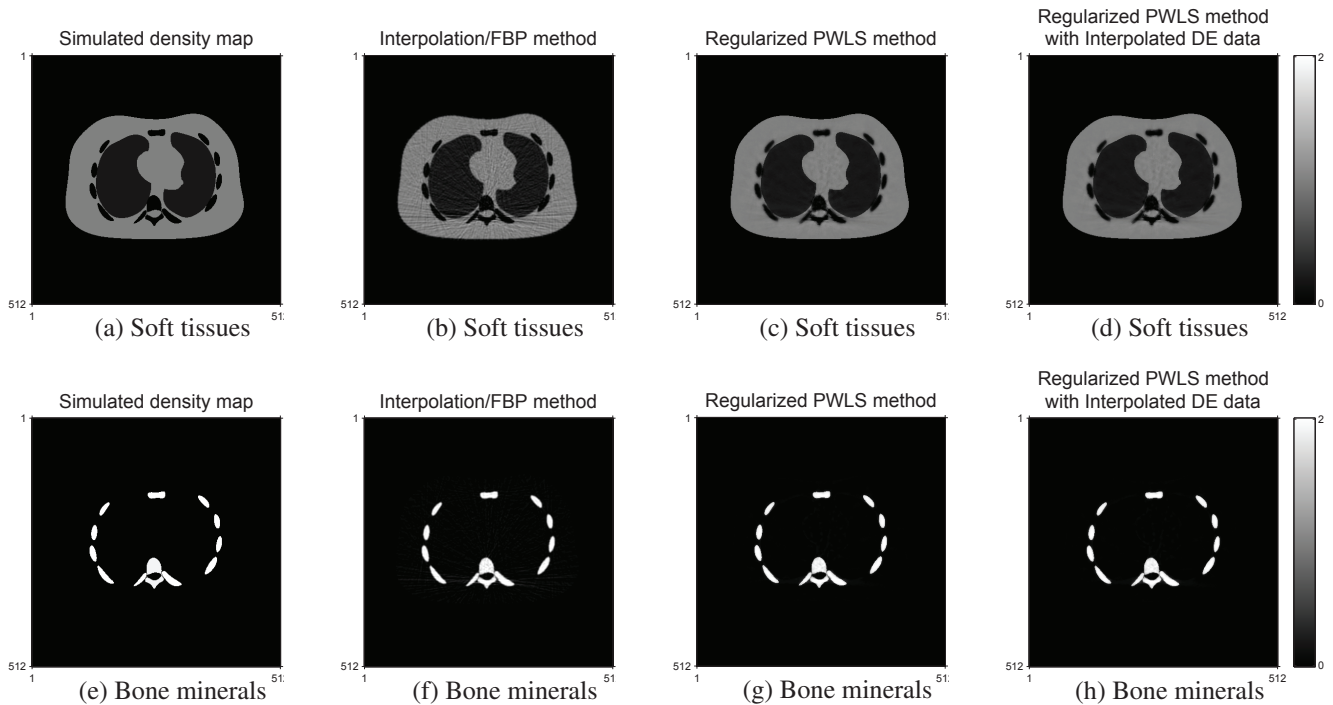 Simulated density map
Interpolation/FBP method
Regularized PWLS method
Regularized PWLS method
with Interpolated DE data
1
1
1
1
2
0
512
512
512
512
1
51:
1
51
1
51
1
512
(a) Soft tissues
(b) Soft tissues
(c) Soft tissues
(d) Soft tissues
Simulated density map
Interpolation/FBP method
Regularized PWLS method
Regularized PWLS method
with Interpolated DE data
1
1
1
1
2
0
512
512
512
512
1
51:
1
51
1
51
1
512
(e) Bone minerals
(f) Bone minerals
(g) Bone minerals
(h) Bone minerals